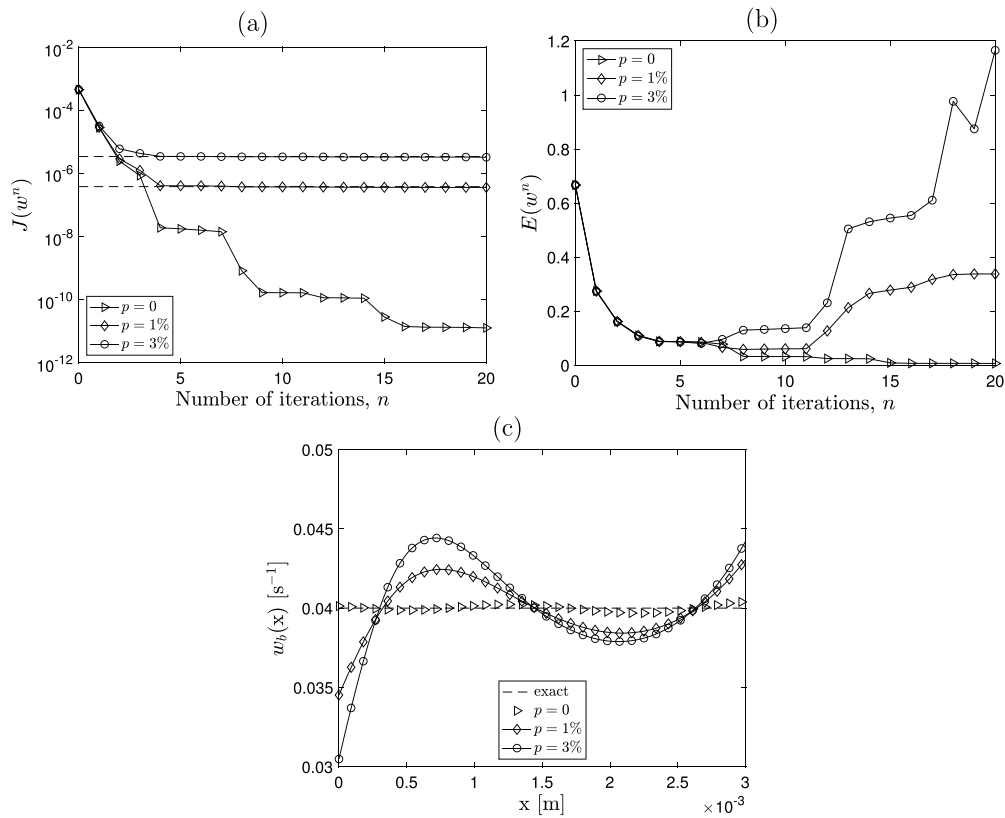 (a)
10^-2
10^-4
10^-6
10^-8
10^-10
10^-12
J(w^n)
p = 0
p = 1%
p = 3%
0 5 10 15 20
Number of iterations, n
(b)
1.2
1
0.8
0.6
0.4
0.2
0
E(w^n)
p = 0
p = 1%
p = 3%
0 5 10 15 20
Number of iterations, n
(c)
0.05
0.045
0.04
0.035
0.03
w_b(x) [s^-1]
exact
p = 0
p = 1%
p = 3%
0 0.5 1 1.5 2 2.5 3
x [m]
×10^-3